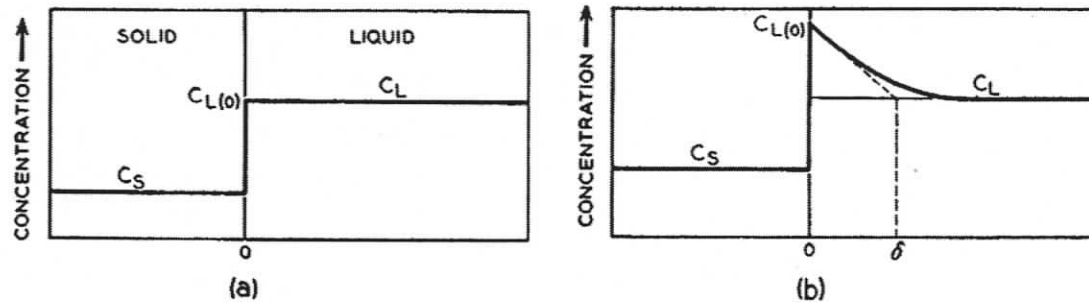 CONCENTRATION
SOLID
LIQUID
C_L(0)
C_L
C_S
0
(a)
CONCENTRATION
C_L(0)
C_L
C_S
0
δ
(b)